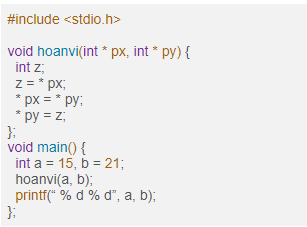 #include <stdio.h>
void hoanvi(int * px, int * py) {
int z;
z = * px;
* px = * py;
* py = z;
};
void main() {
int a = 15, b = 21;
hoanvi(a, b);
printf(“ % d % d”, a, b);
};